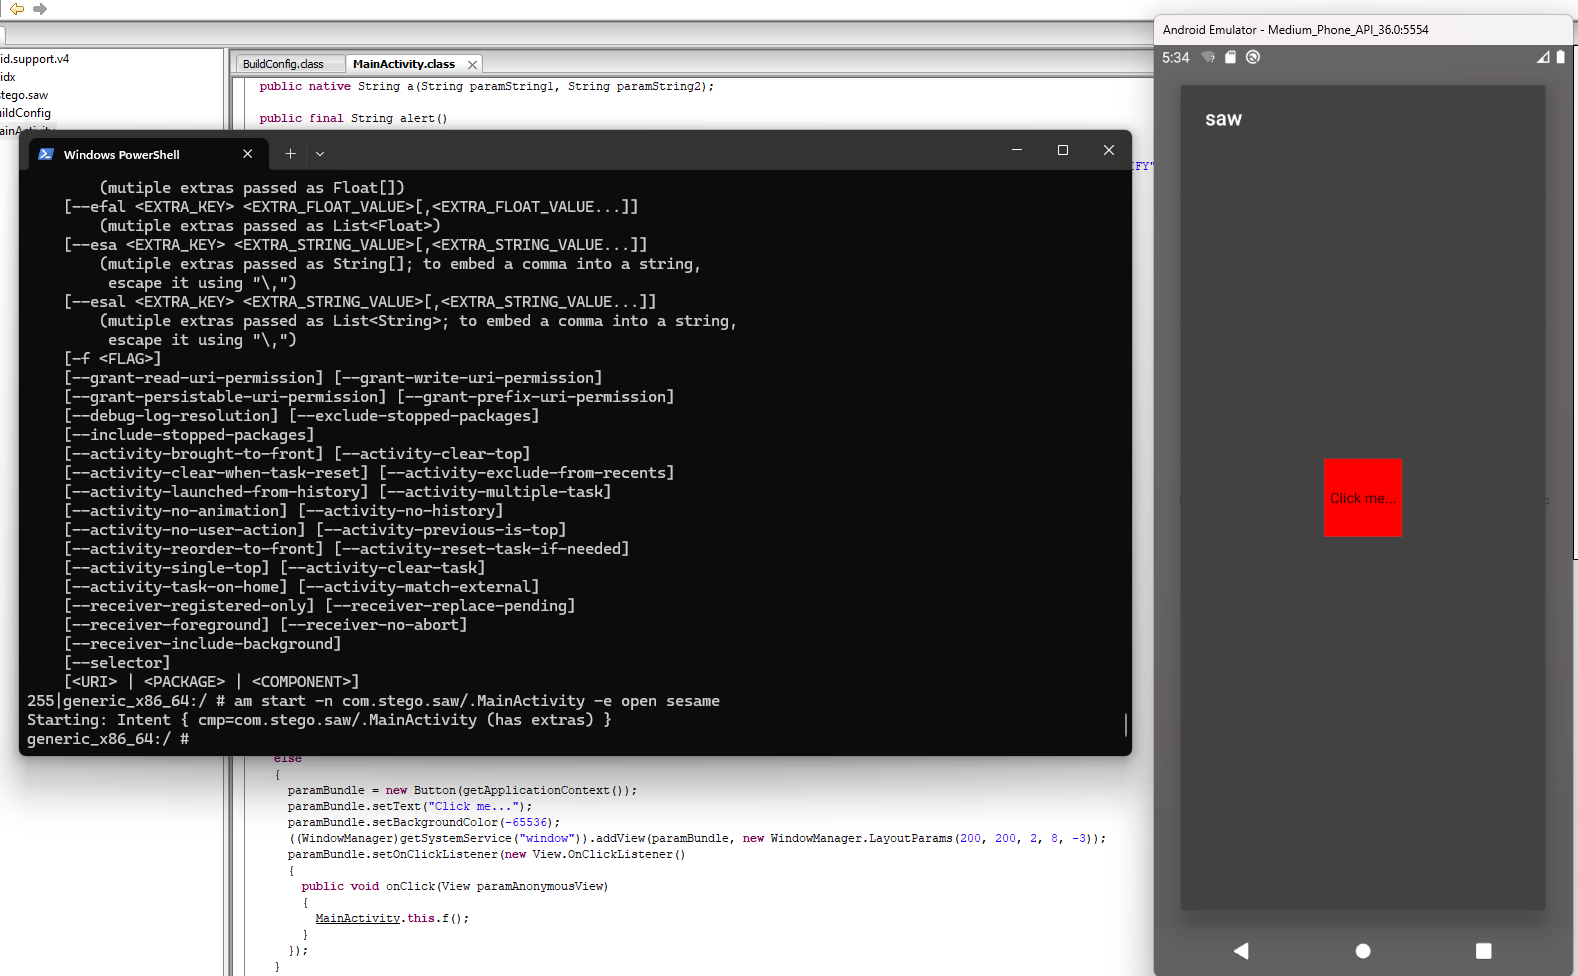 id.support.v4
idx
stego.saw
uildConfig
ainActivity
BuildConfig.class
MainActivity.class
public native String a(String paramString1, String paramString2);
public final String alert()
IFY"
Windows PowerShell
(mutiple extras passed as Float[])
[--efal <EXTRA_KEY> <EXTRA_FLOAT_VALUE>[,<EXTRA_FLOAT_VALUE...]]
(mutiple extras passed as List<Float>)
[--esa <EXTRA_KEY> <EXTRA_STRING_VALUE>[,<EXTRA_STRING_VALUE...]]
(mutiple extras passed as String[]; to embed a comma into a string,
escape it using "\,")
[--esal <EXTRA_KEY> <EXTRA_STRING_VALUE>[,<EXTRA_STRING_VALUE...]]
(mutiple extras passed as List<String>; to embed a comma into a string,
escape it using "\,")
[-f <FLAG>]
[--grant-read-uri-permission] [--grant-write-uri-permission]
[--grant-persistable-uri-permission] [--grant-prefix-uri-permission]
[--debug-log-resolution] [--exclude-stopped-packages]
[--include-stopped-packages]
[--activity-brought-to-front] [--activity-clear-top]
[--activity-clear-when-task-reset] [--activity-exclude-from-recents]
[--activity-launched-from-history] [--activity-multiple-task]
[--activity-no-animation] [--activity-no-history]
[--activity-no-user-action] [--activity-previous-is-top]
[--activity-reorder-to-front] [--activity-reset-task-if-needed]
[--activity-single-top] [--activity-clear-task]
[--activity-task-on-home] [--activity-match-external]
[--receiver-registered-only] [--receiver-replace-pending]
[--receiver-foreground] [--receiver-no-abort]
[--receiver-include-background]
[--selector]
[<URI> | <PACKAGE> | <COMPONENT>]
255|generic_x86_64:/ # am start -n com.stego.saw/.MainActivity -e open sesame
Starting: Intent { cmp=com.stego.saw/.MainActivity (has extras) }
generic_x86_64:/ #
else
{
paramBundle = new Button(getApplicationContext());
paramBundle.setText("Click me...");
paramBundle.setBackgroundColor(-65536);
((WindowManager)getSystemService("window")).addView(paramBundle, new WindowManager.LayoutParams(200, 200, 2, 8, -3));
paramBundle.setOnClickListener(new View.OnClickListener()
{
public void onClick(View paramAnonymousView)
{
MainActivity.this.f();
}
});
}
Android Emulator - Medium_Phone_API_36.0:5554
5:34
saw
Click me...